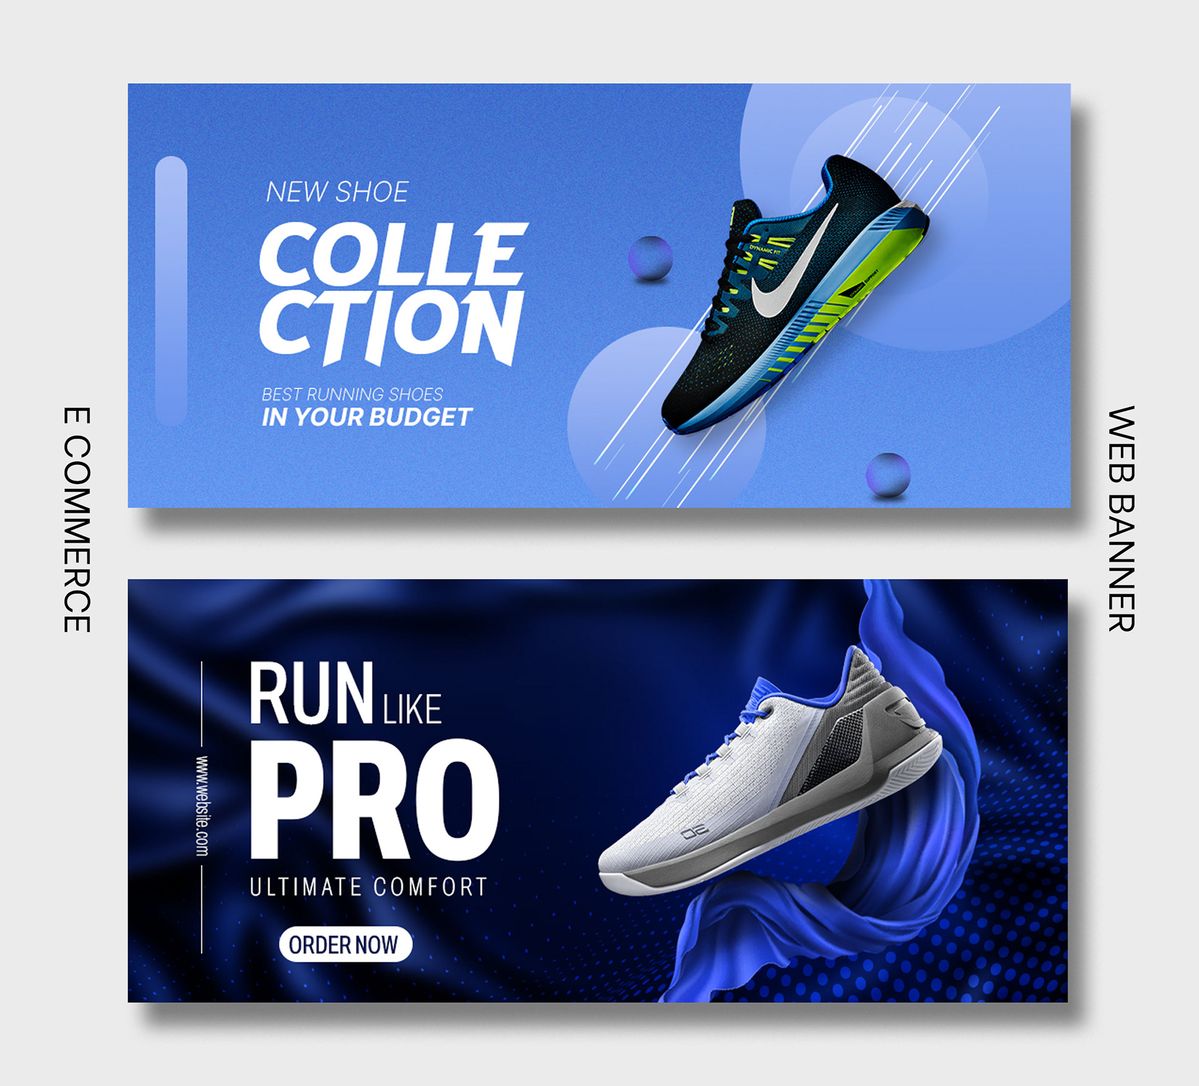 NEW SHOE
COLLE
CTION
BEST RUNNING SHOES
IN YOUR BUDGET
DYNAMIC FIT
E COMMERCE
WEB BANNER
RUN LIKE
PRO
ULTIMATE COMFORT
ORDER NOW
www.website.com